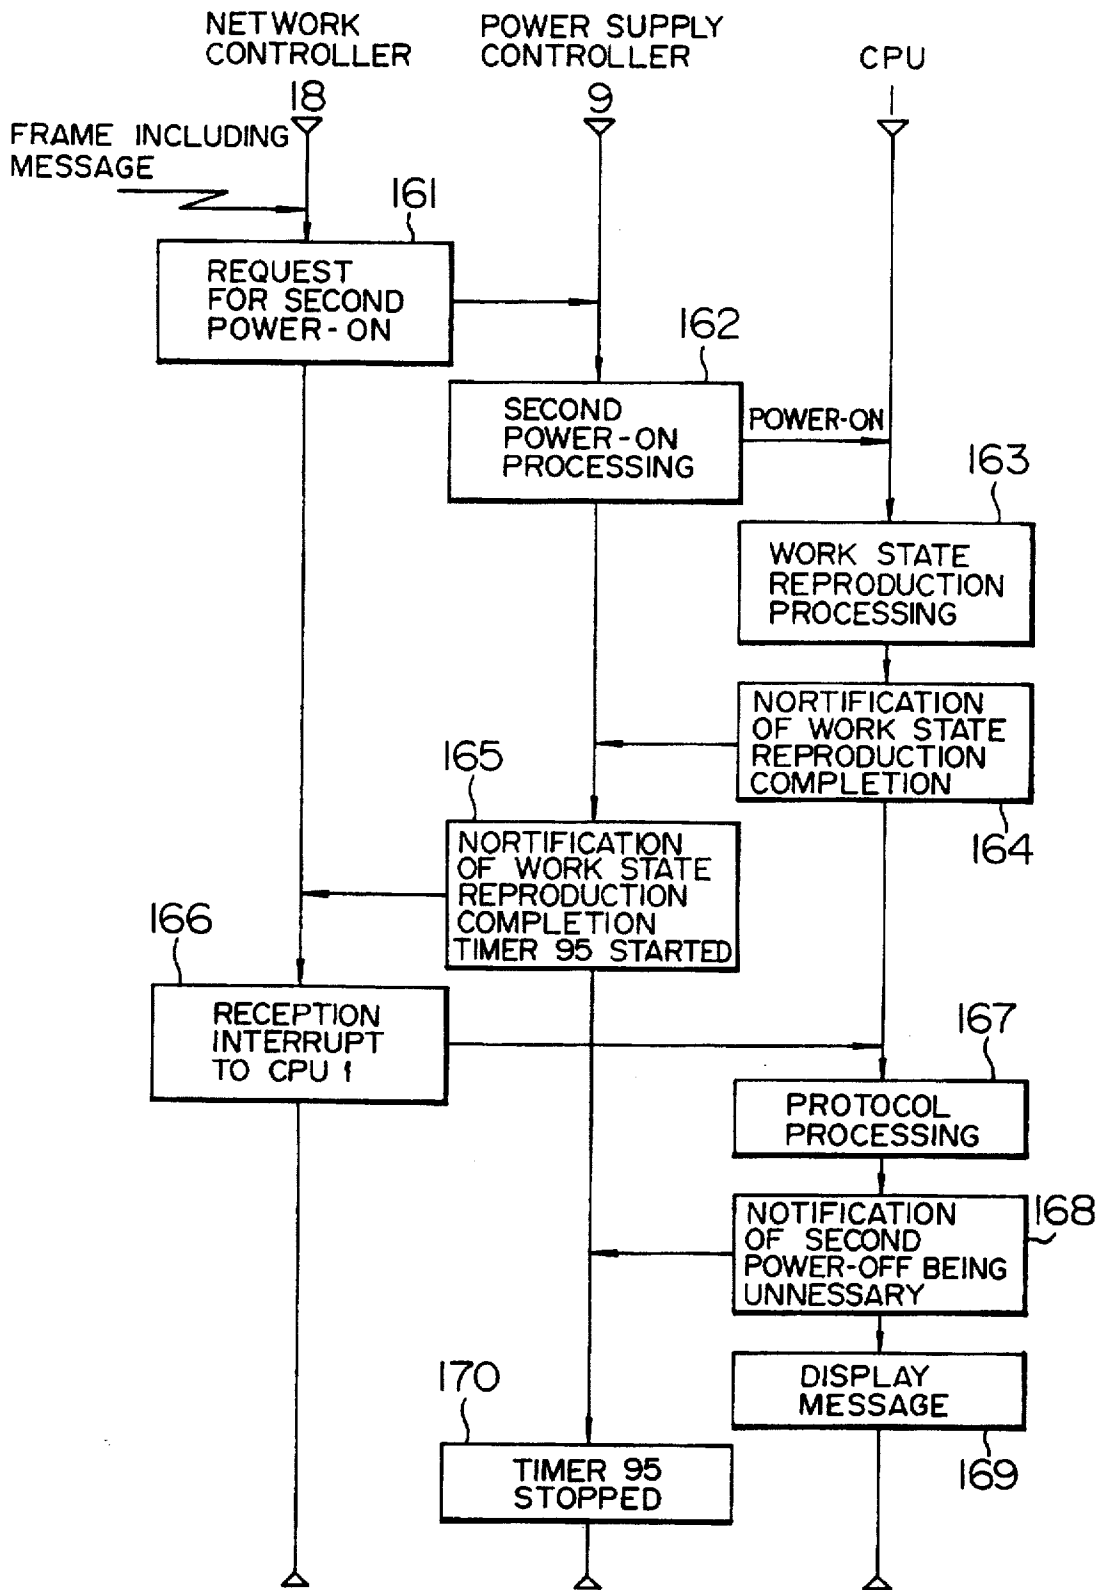 NETWORK
CONTROLLER
18
POWER SUPPLY
CONTROLLER
9
CPU
1
FRAME INCLUDING
MESSAGE
161
REQUEST
FOR SECOND
POWER-ON
162
SECOND
POWER-ON
PROCESSING
POWER-ON
163
WORK STATE
REPRODUCTION
PROCESSING
NORTIFICATION
OF WORK STATE
REPRODUCTION
COMPLETION
164
165
NORTIFICATION
OF WORK STATE
REPRODUCTION
COMPLETION
TIMER 95 STARTED
166
RECEPTION
INTERRUPT
TO CPU 1
167
PROTOCOL
PROCESSING
168
NOTIFICATION
OF SECOND
POWER-OFF BEING
UNNESSARY
DISPLAY
MESSAGE
169
170
TIMER 95
STOPPED